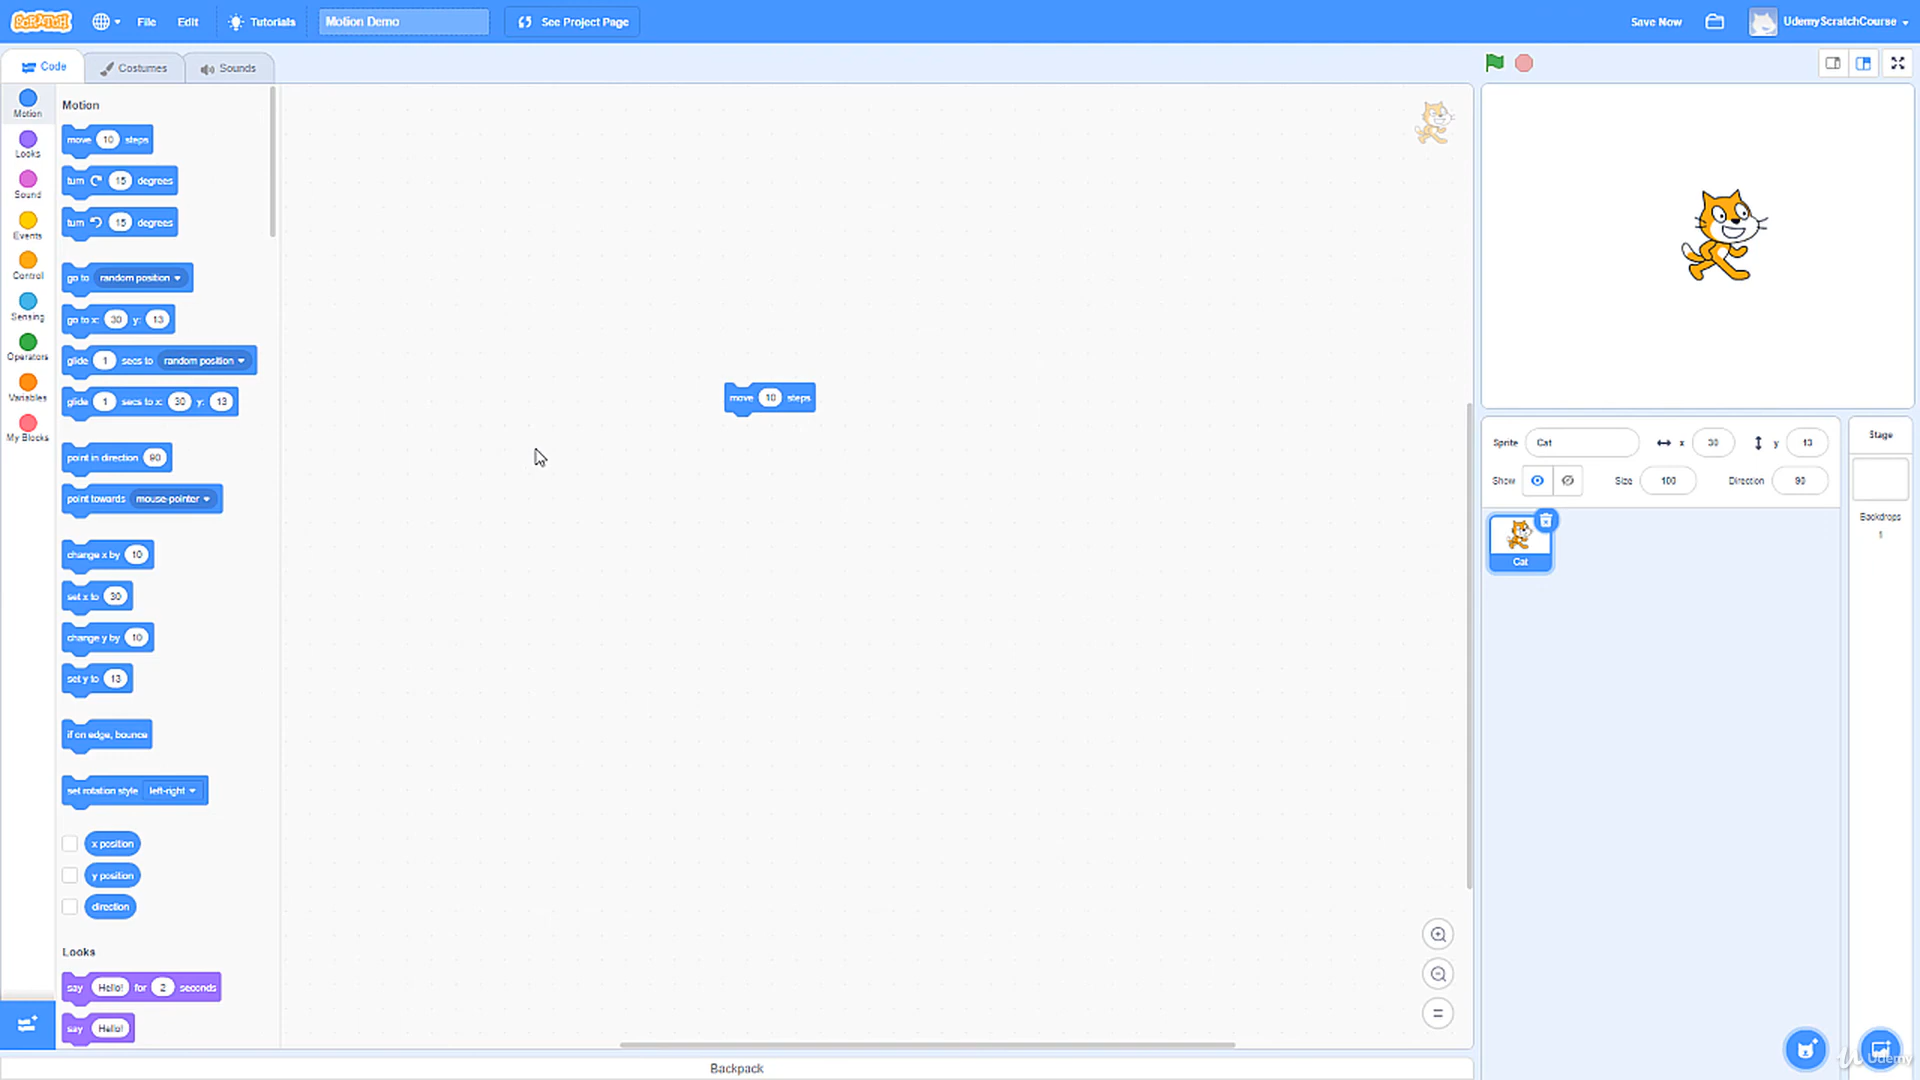 SCRATCH File Edit Tutorials Motion Demo See Project Page Save Now UdemyScratchCourse
Code Costumes Sounds
Motion
Looks
Sound
Events
Control
Sensing
Operators
Variables
My Blocks
Motion
move 10 steps
turn 15 degrees
turn 15 degrees
go to random position
go to x: 30 y: 13
glide 1 secs to random position
glide 1 secs to x: 30 y: 13
point in direction 90
point towards mouse-pointer
change x by 10
set x to 30
change y by 10
set y to 13
if on edge, bounce
set rotation style left-right
x position
y position
direction
Looks
say Hello! for 2 seconds
say Hello!
move 10 steps
Backpack
Sprite Cat x 30 y 13
Show Size 100 Direction 90
Cat
Stage
Backdrops
1
Udemy